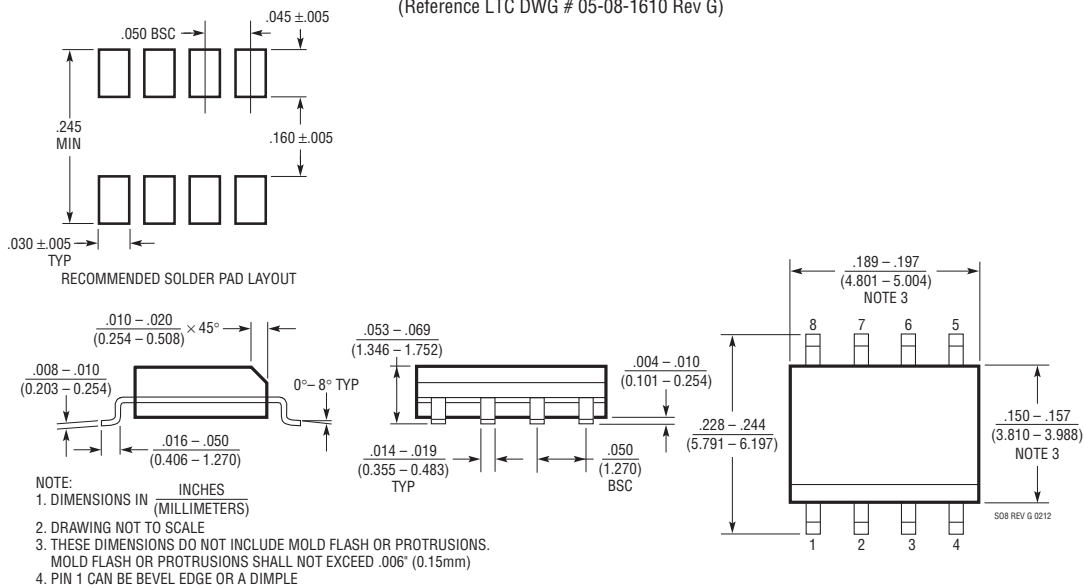 (Reference LTC DWG # 05-08-1610 Rev G)
.050 BSC
.045 ±.005
.245
MIN
.160 ±.005
.030 ±.005
TYP
RECOMMENDED SOLDER PAD LAYOUT
.010 – .020
(0.254 – 0.508)
× 45°
.008 – .010
(0.203 – 0.254)
0°– 8° TYP
.016 – .050
(0.406 – 1.270)
.053 – .069
(1.346 – 1.752)
.004 – .010
(0.101 – 0.254)
.014 – .019
(0.355 – 0.483)
TYP
.050
(1.270)
BSC
.189 – .197
(4.801 – 5.004)
NOTE 3
8 7 6 5
.228 – .244
(5.791 – 6.197)
.150 – .157
(3.810 – 3.988)
NOTE 3
1 2 3 4
SO8 REV G 0212
NOTE:
1. DIMENSIONS IN
INCHES
(MILLIMETERS)
2. DRAWING NOT TO SCALE
3. THESE DIMENSIONS DO NOT INCLUDE MOLD FLASH OR PROTRUSIONS.
MOLD FLASH OR PROTRUSIONS SHALL NOT EXCEED .006" (0.15mm)
4. PIN 1 CAN BE BEVEL EDGE OR A DIMPLE